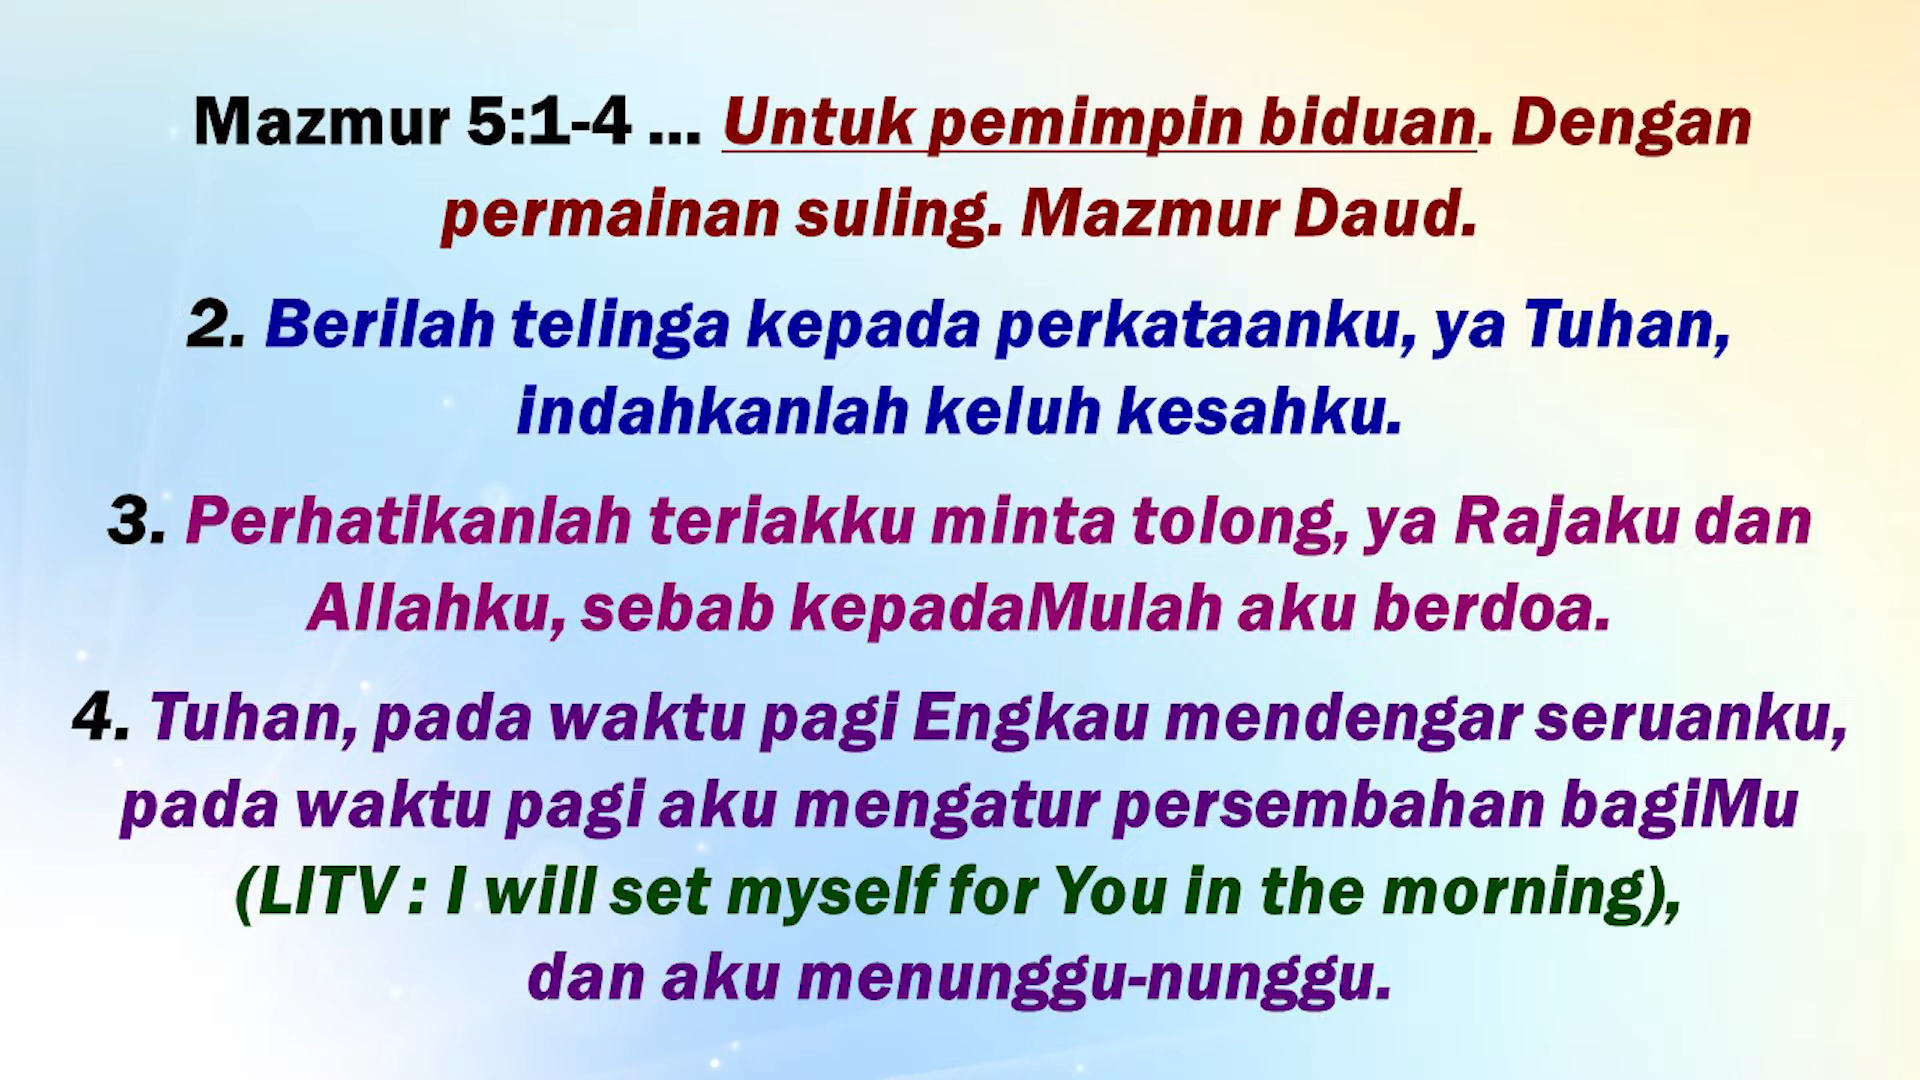 Mazmur 5:1-4 ... Untuk pemimpin biduan. Dengan
permainan suling. Mazmur Daud.
2. Berilah telinga kepada perkataanku, ya Tuhan,
indahkanlah keluh kesahku.
3. Perhatikanlah teriakku minta tolong, ya Rajaku dan
Allahku, sebab kepadaMulah aku berdoa.
4. Tuhan, pada waktu pagi Engkau mendengar seruanku,
pada waktu pagi aku mengatur persembahan bagiMu
(LITV : I will set myself for You in the morning),
dan aku menunggu-nunggu.